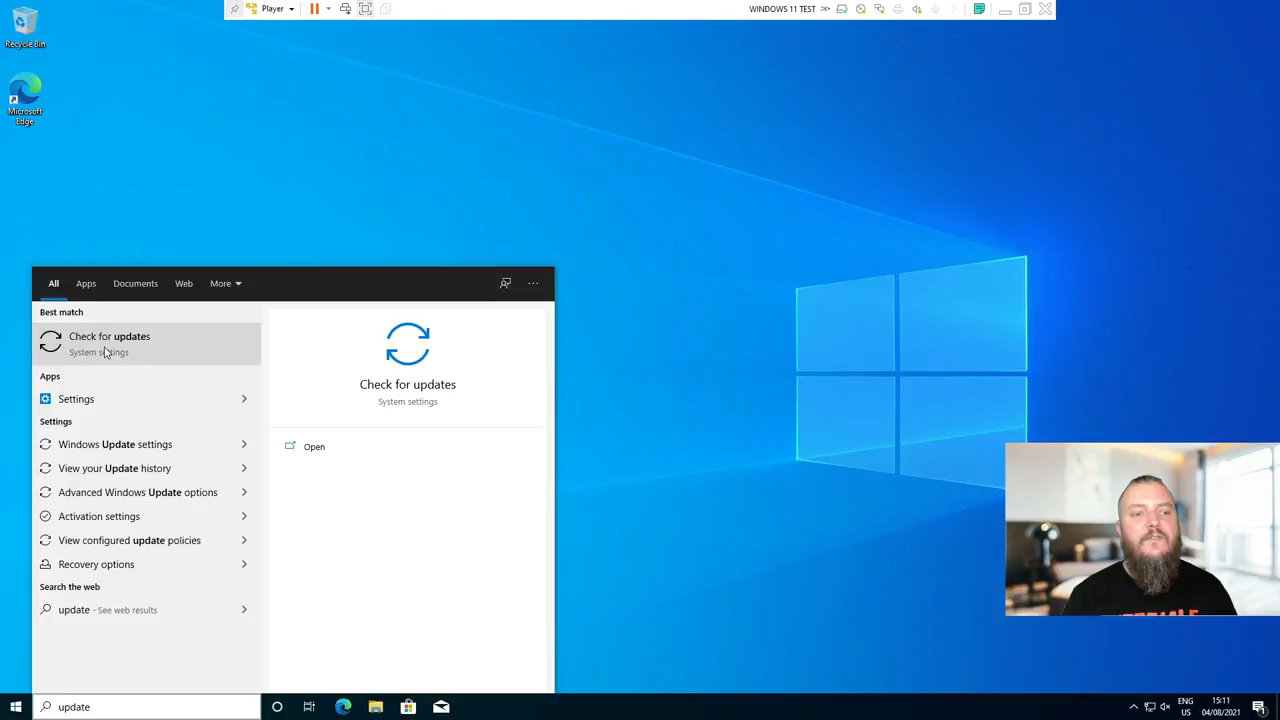 Player
WINDOWS 11 TEST
Recycle Bin
Microsoft
Edge
All
Apps
Documents
Web
More
Best match
Check for updates
System settings
Apps
Settings
Settings
Windows Update settings
View your Update history
Advanced Windows Update options
Activation settings
View configured update policies
Recovery options
Search the web
update - See web results
Check for updates
System settings
Open
update
ENG
US
15:11
04/08/2021
1